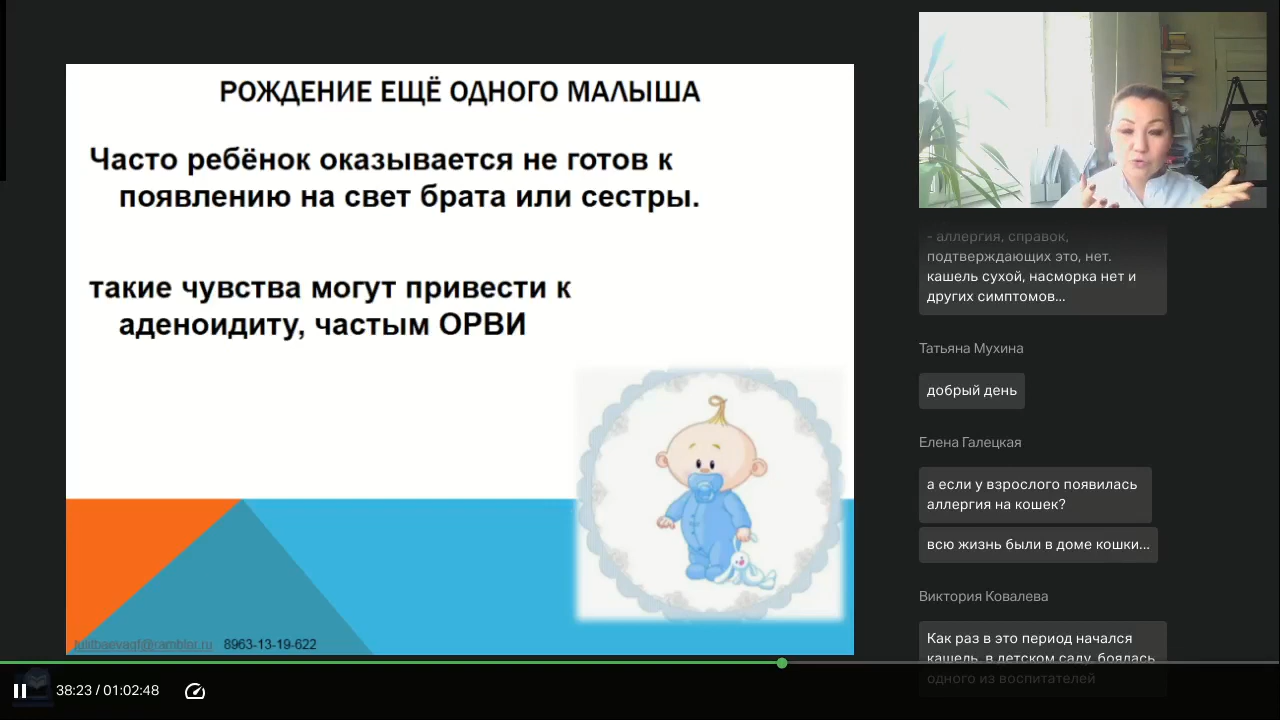 РОЖДЕНИЕ ЕЩЁ ОДНОГО МАЛЫША
Часто ребёнок оказывается не готов к
появлению на свет брата или сестры.
такие чувства могут привести к
аденоидиту, частым ОРВИ
8963-13-19-622
- аллергия, справок,
подтверждающих это, нет.
кашель сухой, насморка нет и
других симптомов...
Татьяна Мухина
добрый день
Елена Галецкая
а если у взрослого появилась
аллергия на кошек?
всю жизнь были в доме кошки...
Виктория Ковалева
Как раз в это период начался
кашель, в детском саду, боялась
одного из воспитателей
38:23 / 01:02:48